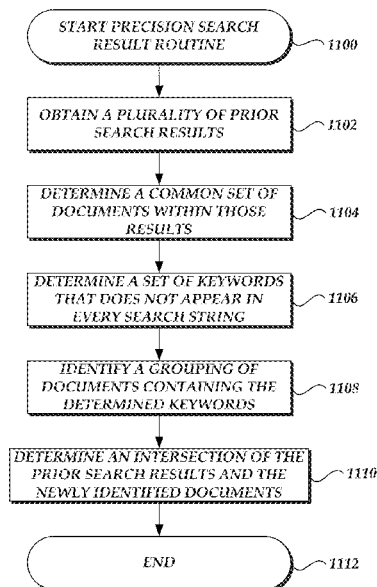 START PRECISION SEARCH
RESULT ROUTINE
1100
OBTAIN A PLURALITY OF PRIOR
SEARCH RESULTS
1102
DETERMINE A COMMON SET OF
DOCUMENTS WITHIN THOSE
RESULTS
1104
DETERMINE A SET OF KEYWORDS
THAT DOES NOT APPEAR IN
EVERY SEARCH STRING
1106
IDENTIFY A GROUPING OF
DOCUMENTS CONTAINING THE
DETERMINED KEYWORDS
1108
DETERMINE AN INTERSECTION OF THE
PRIOR SEARCH RESULTS AND THE
NEWLY IDENTIFIED DOCUMENTS
1110
END
1112